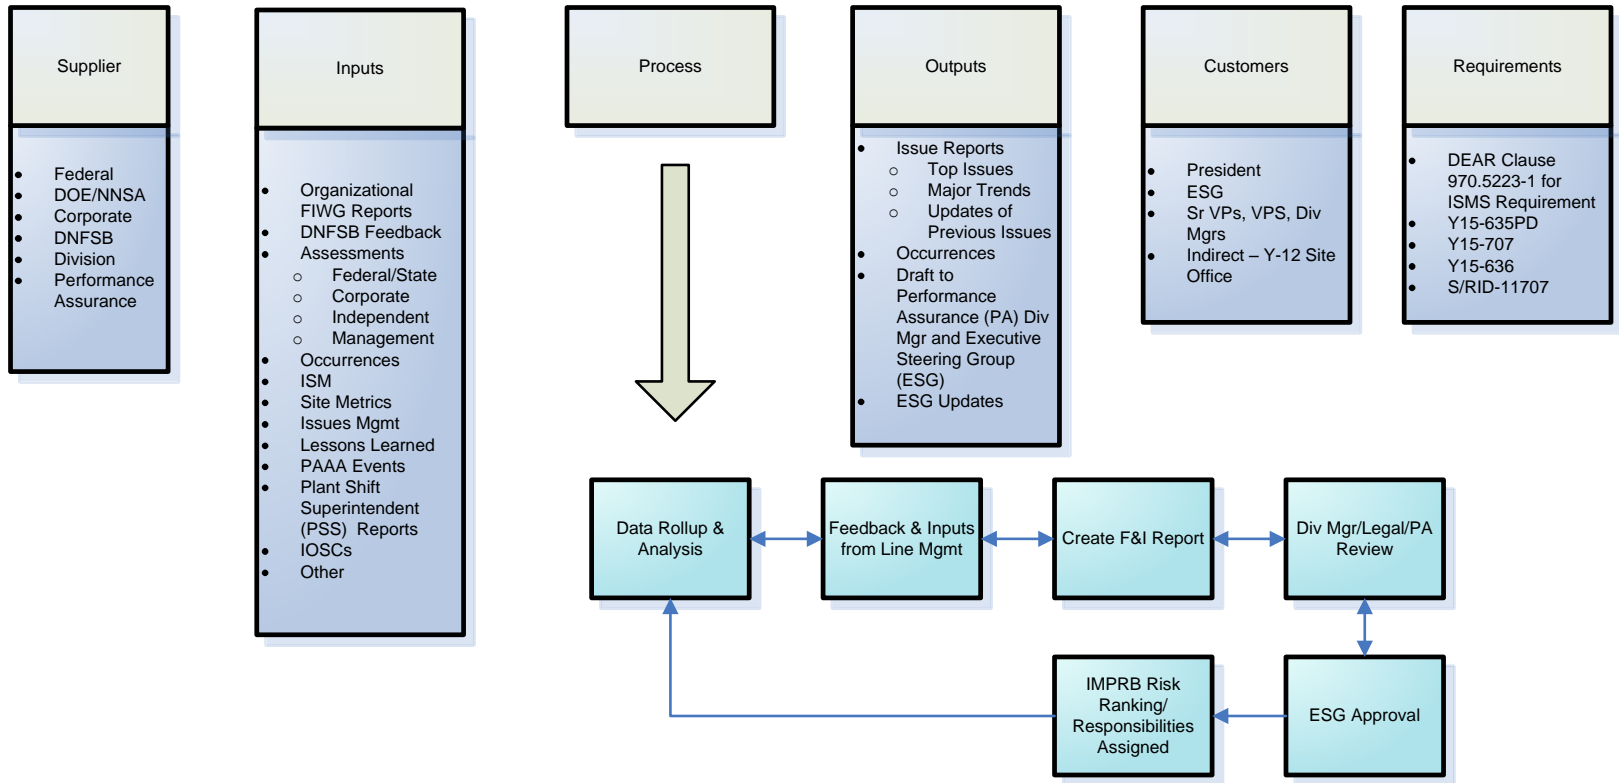 Supplier
• Federal
• DOE/NNSA
• Corporate
• DNFSB
• Division
• Performance
Assurance
Inputs
• Organizational
FIWG Reports
• DNFSB Feedback
• Assessments
o Federal/State
o Corporate
o Independent
o Management
• Occurrences
• ISM
• Site Metrics
• Issues Mgmt
• Lessons Learned
• PAAA Events
• Plant Shift
Superintendent
(PSS) Reports
• IOSCs
• Other
Process
Outputs
• Issue Reports
o Top Issues
o Major Trends
o Updates of
Previous Issues
• Occurrences
• Draft to
Performance
Assurance (PA) Div
Mgr and Executive
Steering Group
(ESG)
• ESG Updates
Customers
• President
• ESG
• Sr VPs, VPS, Div
Mgrs
• Indirect – Y-12 Site
Office
Requirements
• DEAR Clause
970.5223-1 for
ISMS Requirement
• Y15-635PD
• Y15-707
• Y15-636
• S/RID-11707
Data Rollup &
Analysis
Feedback & Inputs
from Line Mgmt
Create F&I Report
Div Mgr/Legal/PA
Review
IMPRB Risk
Ranking/
Responsibilities
Assigned
ESG Approval